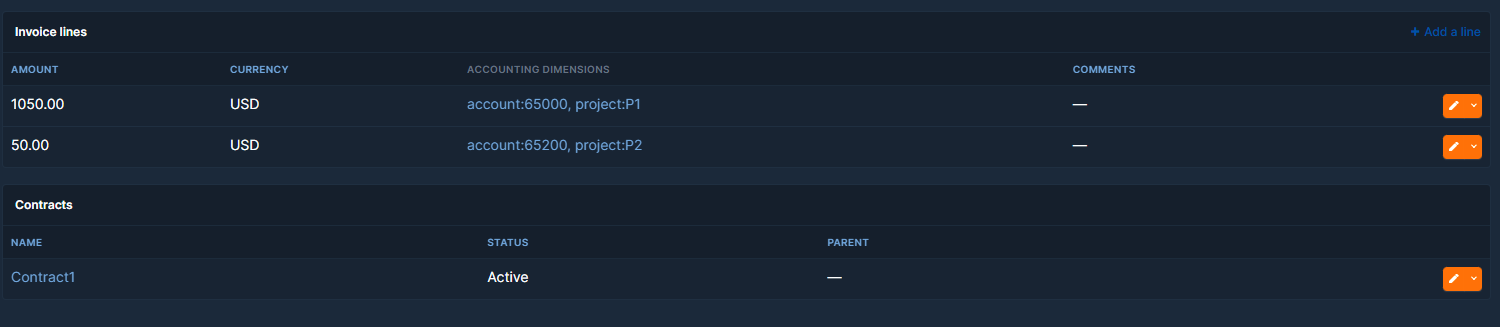 Invoice lines
+ Add a line
AMOUNT CURRENCY ACCOUNTING DIMENSIONS COMMENTS
1050.00 USD account:65000, project:P1 —
50.00 USD account:65200, project:P2 —
Contracts
NAME STATUS PARENT
Contract1 Active —